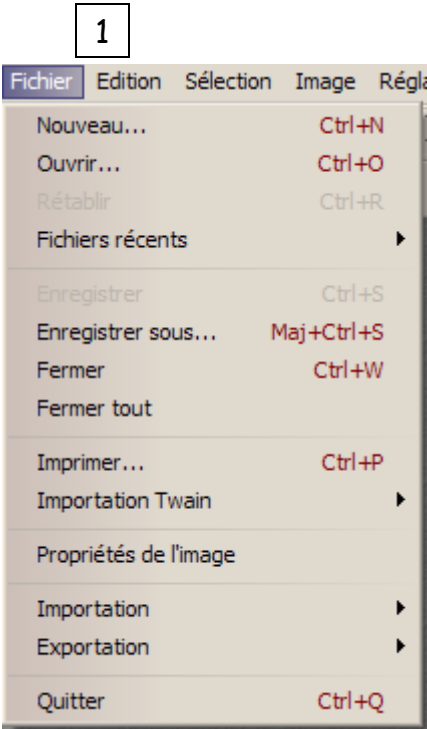 1
Fichier Edition Sélection Image Régla
Nouveau... Ctrl+N
Ouvrir... Ctrl+O
Rétablir Ctrl+R
Fichiers récents
Enregistrer Ctrl+S
Enregistrer sous... Maj+Ctrl+S
Fermer Ctrl+W
Fermer tout
Imprimer... Ctrl+P
Importation Twain
Propriétés de l'image
Importation
Exportation
Quitter Ctrl+Q